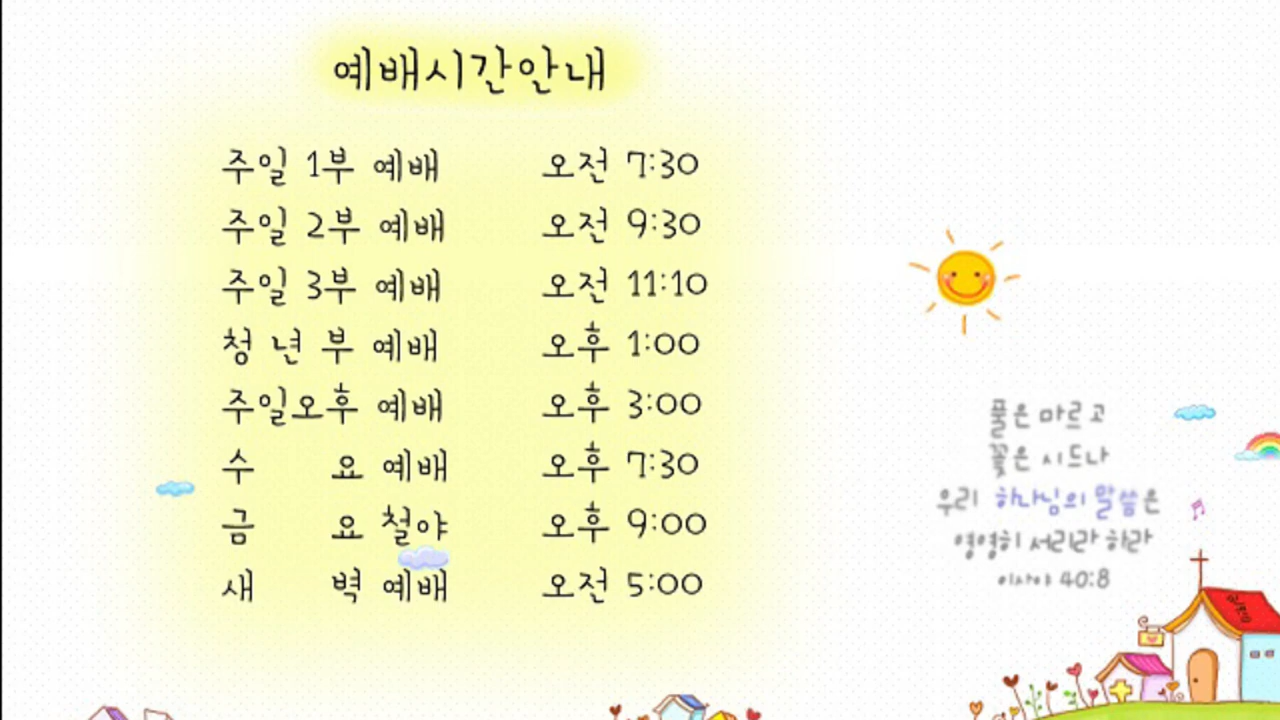 예배시간안내
주일 1부 예배 오전 7:30
주일 2부 예배 오전 9:30
주일 3부 예배 오전 11:10
청 년 부 예배 오후 1:00
주일오후 예배 오후 3:00
수 요 예배 오후 7:30
금 요 철야 오후 9:00
새 벽 예배 오전 5:00
풀은 마르고
꽃은 시드나
우리 하나님의 말씀은
영영히 서리라 하라
이사야 40:8